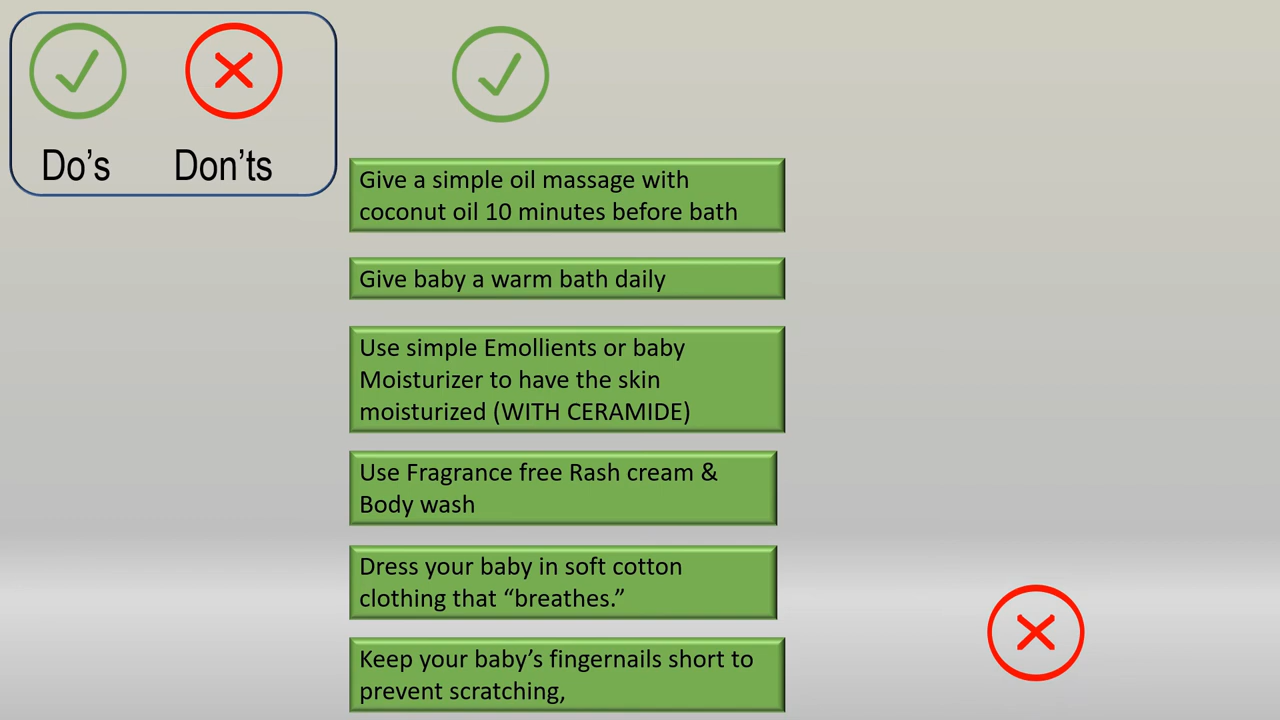 Do’s
Don’ts
Give a simple oil massage with
coconut oil 10 minutes before bath
Give baby a warm bath daily
Use simple Emollients or baby
Moisturizer to have the skin
moisturized (WITH CERAMIDE)
Use Fragrance free Rash cream &
Body wash
Dress your baby in soft cotton
clothing that “breathes.”
Keep your baby’s fingernails short to
prevent scratching,